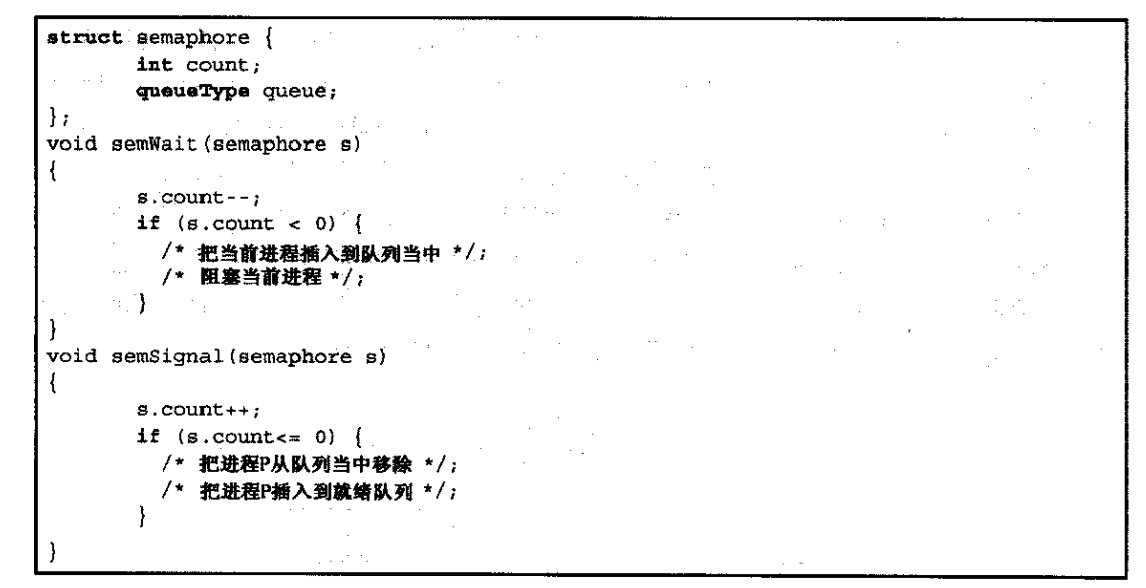 struct semaphore {
int count;
queueType queue;
};
void semWait(semaphore s)
{
s.count--;
if (s.count < 0) {
/* 把当前进程插入到队列当中 */;
/* 阻塞当前进程 */;
}
}
void semSignal(semaphore s)
{
s.count++;
if (s.count<= 0) {
/* 把进程P从队列当中移除 */;
/* 把进程P插入到就绪队列 */;
}
}